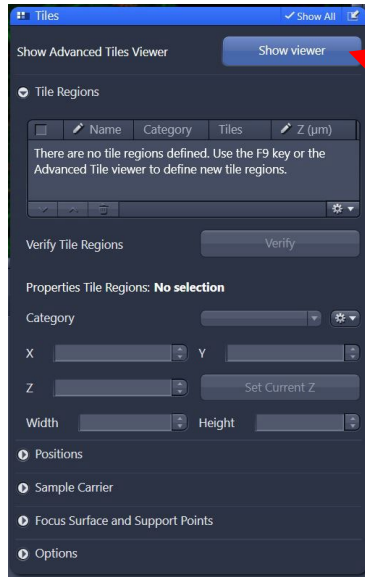 Tiles
Show All
Show Advanced Tiles Viewer
Show viewer
Tile Regions
Name Category Tiles Z (µm)
There are no tile regions defined. Use the F9 key or the
Advanced Tile viewer to define new tile regions.
Verify Tile Regions
Verify
Properties Tile Regions: No selection
Category
X Y
Z Set Current Z
Width Height
Positions
Sample Carrier
Focus Surface and Support Points
Options